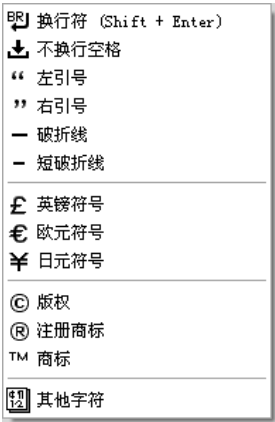 BR 换行符 (Shift + Enter)
不换行空格
“ 左引号
” 右引号
— 破折线
– 短破折线
£ 英镑符号
€ 欧元符号
¥ 日元符号
© 版权
® 注册商标
TM 商标
其他字符